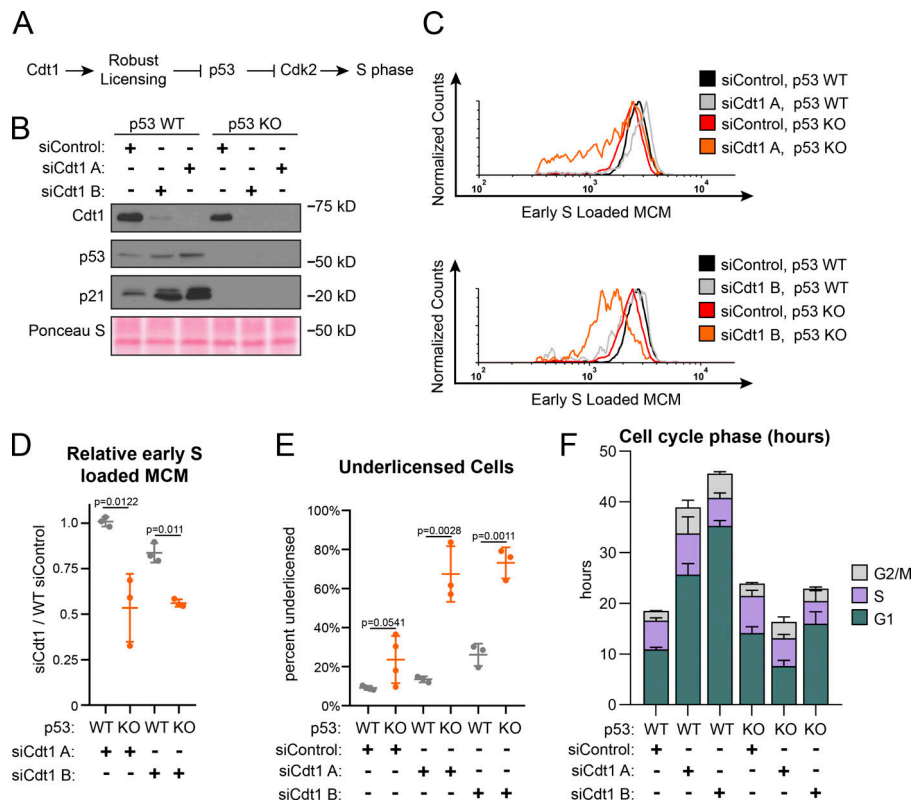 A
Cdt1 Robust Licensing p53 Cdk2 S phase
B
p53 WT p53 KO
siControl: + - - + - -
siCdt1 A: - - + - - +
siCdt1 B: - + - - + -
Cdt1 –75 kD
p53 –50 kD
p21 –20 kD
Ponceau S –50 kD
C
Normalized Counts
10² 10³ 10⁴
Early S Loaded MCM
siControl, p53 WT
siCdt1 A, p53 WT
siControl, p53 KO
siCdt1 A, p53 KO
Normalized Counts
10² 10³ 10⁴
Early S Loaded MCM
siControl, p53 WT
siCdt1 B, p53 WT
siControl, p53 KO
siCdt1 B, p53 KO
D
Relative early S
loaded MCM
siCdt1 / WT siControl
1.0
0.75
0.5
0.25
0
p=0.0122
p=0.011
p53: WT KO WT KO
siCdt1 A: + + - -
siCdt1 B: - - + +
E
Underlicensed Cells
percent underlicensed
100%
80%
60%
40%
20%
0%
p=0.0541
p=0.0028
p=0.0011
p53: WT KO WT KO WT KO
siControl: + + - - - -
siCdt1 A: - - + + - -
siCdt1 B: - - - - + +
F
Cell cycle phase (hours)
hours
50
40
30
20
10
0
G2/M
S
G1
p53: WT WT WT KO KO KO
siControl: + - - + - -
siCdt1 A: - + - - + -
siCdt1 B: - - + - - +